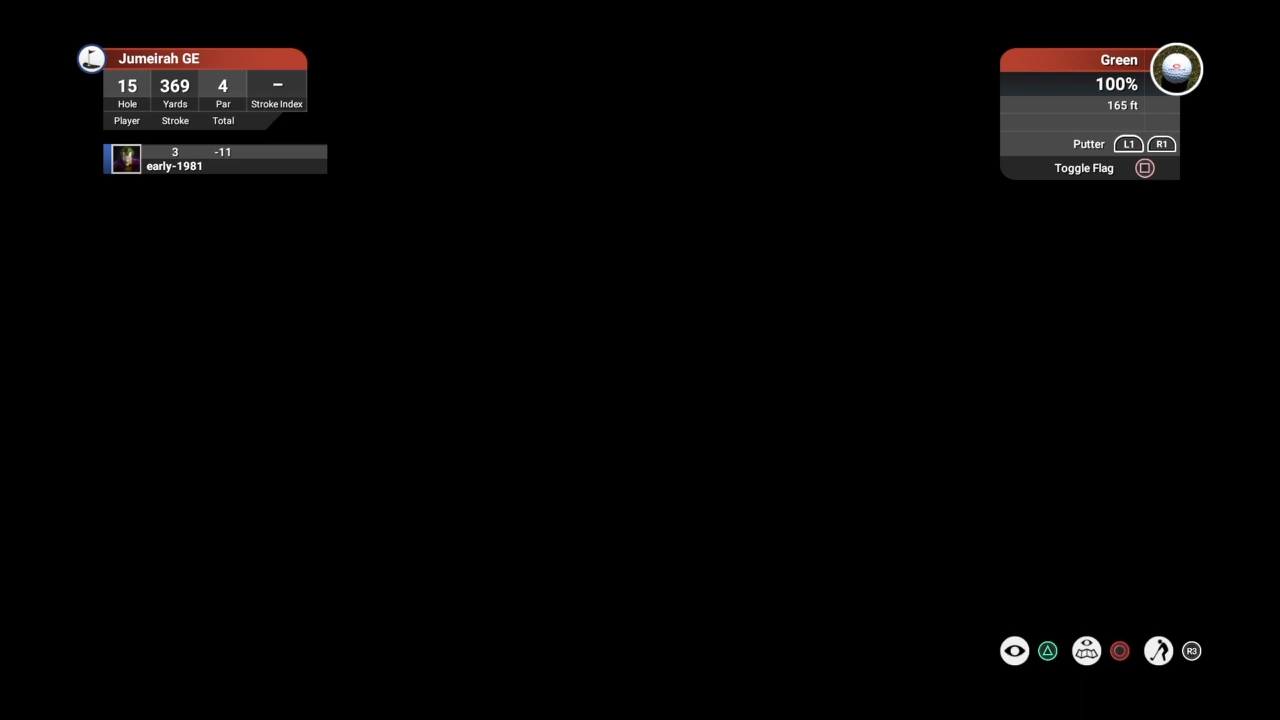 Jumeirah GE
15 369 4 –
Hole Yards Par Stroke Index
Player Stroke Total
3 -11
early-1981
Green
100%
165 ft
Putter L1 R1
Toggle Flag
R3